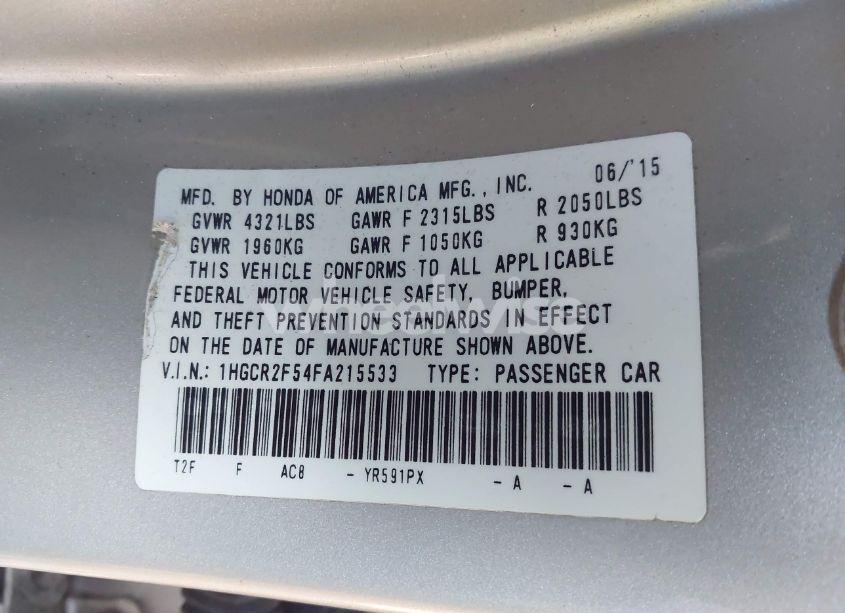 MFD. BY HONDA OF AMERICA MFG., INC. 06/'15
GVWR 4321LBS GAWR F 2315LBS R 2050LBS
GVWR 1960KG GAWR F 1050KG R 930KG
THIS VEHICLE CONFORMS TO ALL APPLICABLE
FEDERAL MOTOR VEHICLE SAFETY, BUMPER,
AND THEFT PREVENTION STANDARDS IN EFFECT
ON THE DATE OF MANUFACTURE SHOWN ABOVE.
V.I.N.: 1HGCR2F54FA215533 TYPE: PASSENGER CAR
T2F F AC8 - YR591PX - A - A